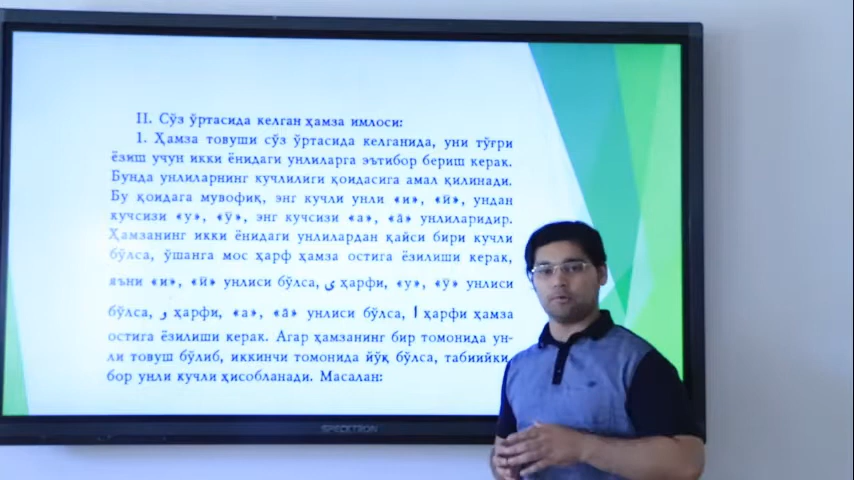 II. Сўз ўртасида келган ҳамза имлоси:
1. Ҳамза товуши сўз ўртасида келганида, уни тўғри
ёзиш учун икки ёнидаги унлиларга эътибор бериш керак.
Бунда унлиларнинг кучлилиги қоидасига амал қилинади.
Бу қоидага мувофиқ, энг кучли унли «и», «й», ундан
кучсизи «у», «ӯ», энг кучсизи «а», «ā» унлиларидир.
Ҳамзанинг икки ёнидаги унлилардан қайси бири кучли
бўлса, ўшанга мос ҳарф ҳамза остига ёзилиши керак,
яъни «и», «й» унлиси бўлса, ى ҳарфи, «у», «ӯ» унлиси
бўлса, و ҳарфи, «а», «ā» унлиси бўлса, ا ҳарфи ҳамза
остига ёзилиши керак. Агар ҳамзанинг бир томонида ун-
ли товуш бўлиб, иккинчи томонида йўқ бўлса, табиийки,
бор унли кучли ҳисобланади. Масалан:
SPECKTRON